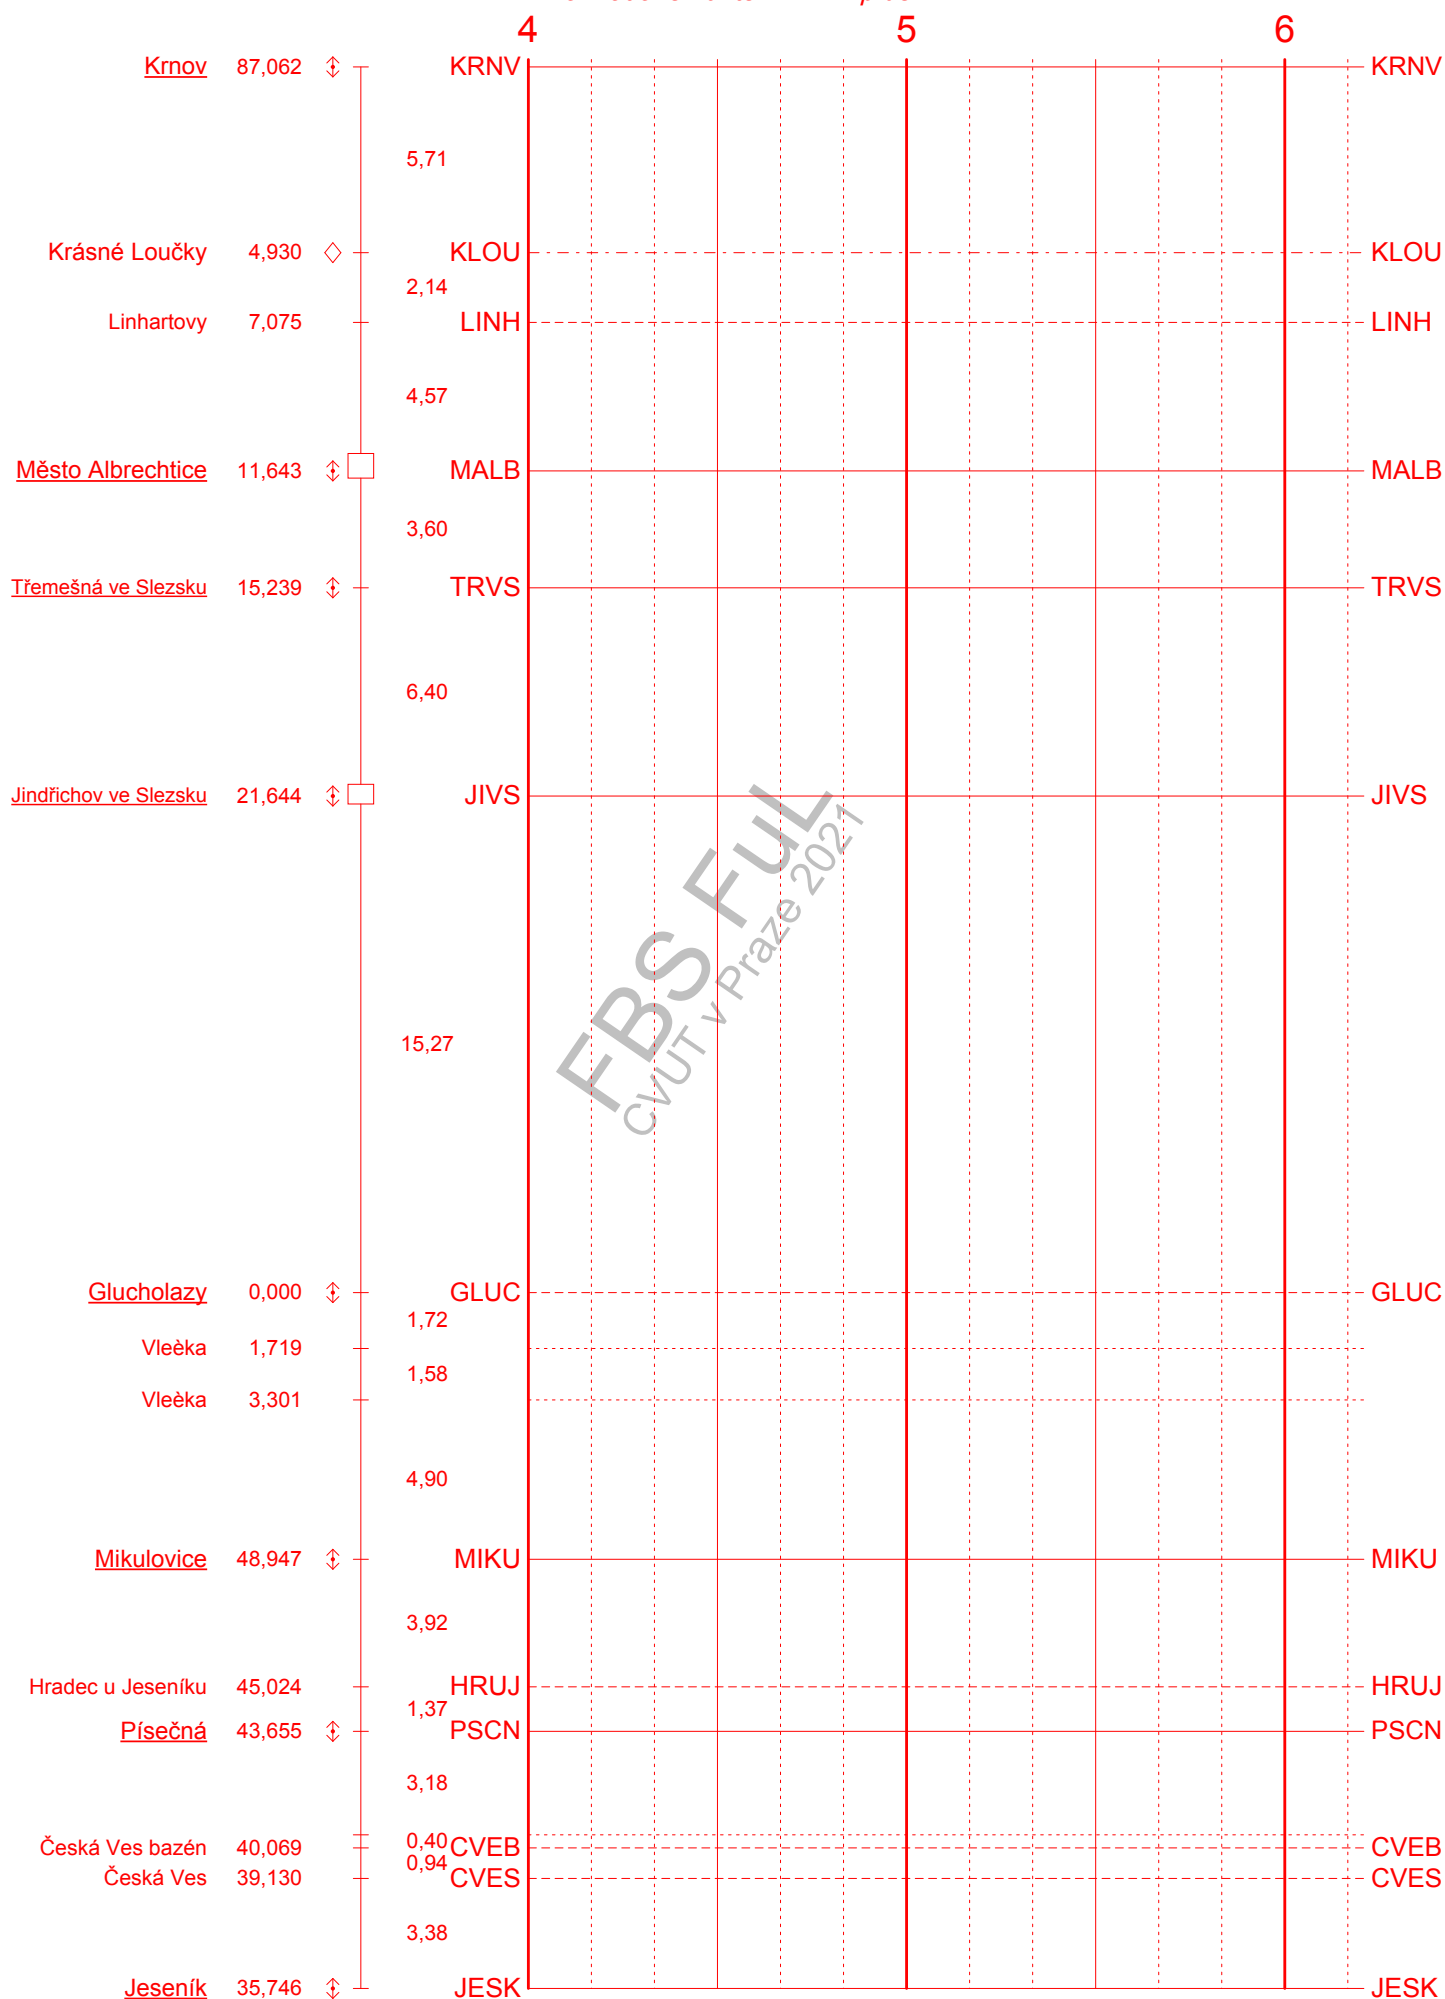 4 5 6
Krnov 87,062 KRNV KRNV
5,71
Krásné Loučky 4,930 KLOU KLOU
2,14
Linhartovy 7,075 LINH LINH
4,57
Město Albrechtice 11,643 MALB MALB
3,60
Třemešná ve Slezsku 15,239 TRVS TRVS
6,40
Jindřichov ve Slezsku 21,644 JIVS JIVS
FBS FuL
CVUT v Praze 2021
15,27
Glucholazy 0,000 GLUC GLUC
1,72
Vleèka 1,719
1,58
Vleèka 3,301
4,90
Mikulovice 48,947 MIKU MIKU
3,92
Hradec u Jeseníku 45,024 HRUJ HRUJ
1,37
Písečná 43,655 PSCN PSCN
3,18
0,40
Česká Ves bazén 40,069 CVEB CVEB
0,94
Česká Ves 39,130 CVES CVES
3,38
Jeseník 35,746 JESK JESK